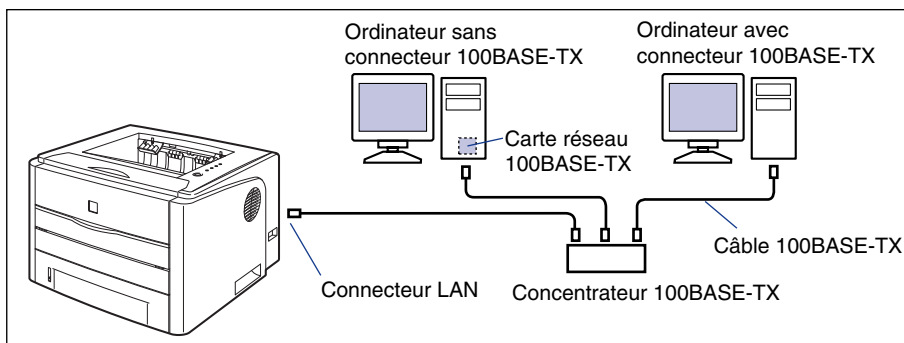 Ordinateur sans
connecteur 100BASE-TX
Ordinateur avec
connecteur 100BASE-TX
Carte réseau
100BASE-TX
Câble 100BASE-TX
Connecteur LAN
Concentrateur 100BASE-TX